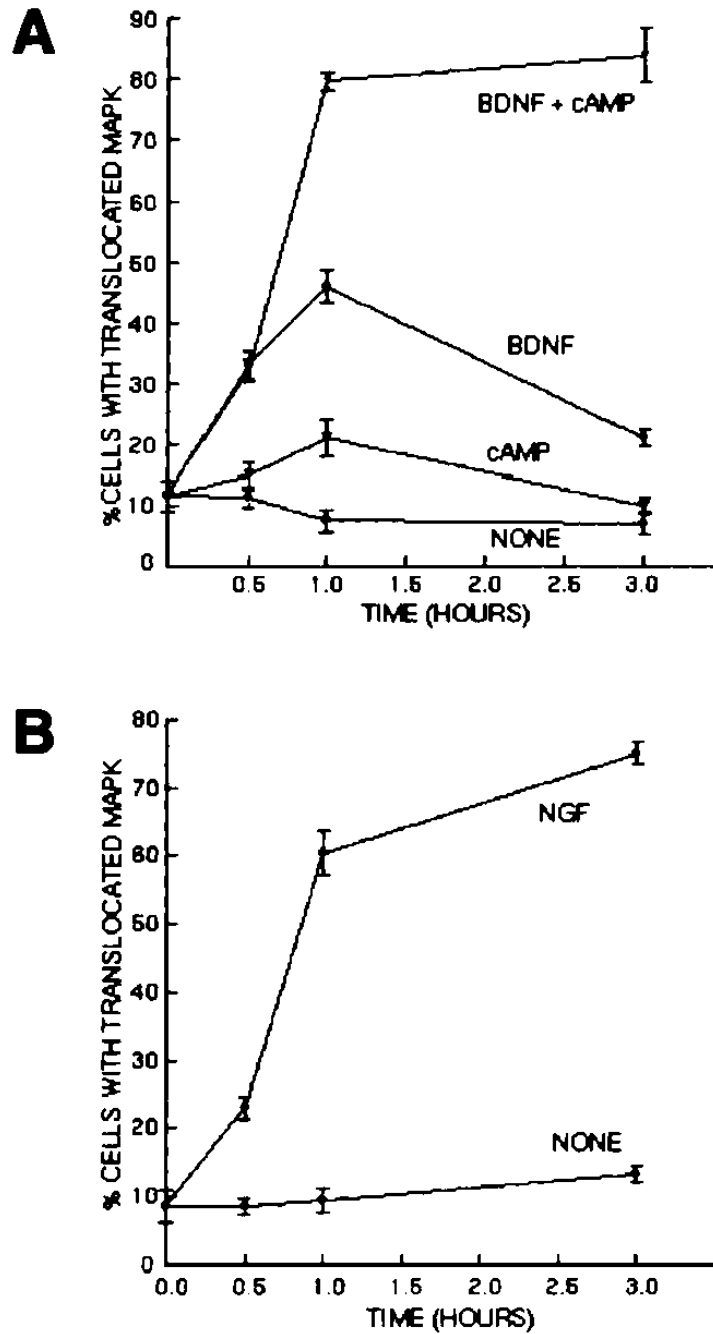 A
% CELLS WITH TRANSLOCATED MAPK
90
80
70
60
50
40
30
20
10
0
BDNF + cAMP
BDNF
cAMP
NONE
0.5 1.0 1.5 2.0 2.5 3.0
TIME (HOURS)
B
% CELLS WITH TRANSLOCATED MAPK
80
70
60
50
40
30
20
10
0
NGF
NONE
0.0 0.5 1.0 1.5 2.0 2.5 3.0
TIME (HOURS)